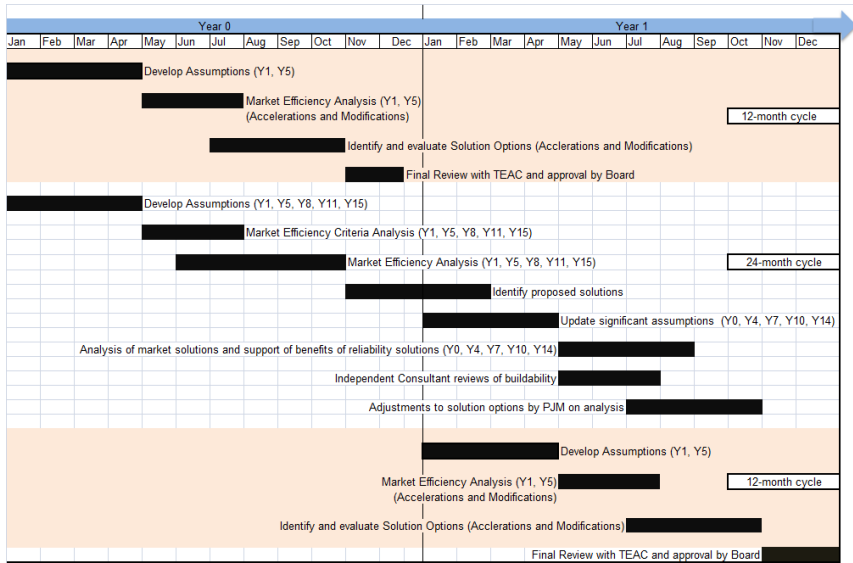 Year 0 Year 1
Jan Feb Mar Apr May Jun Jul Aug Sep Oct Nov Dec Jan Feb Mar Apr May Jun Jul Aug Sep Oct Nov Dec
Develop Assumptions (Y1, Y5)
Market Efficiency Analysis (Y1, Y5)
(Accelerations and Modifications)
12-month cycle
Identify and evaluate Solution Options (Acclerations and Modifications)
Final Review with TEAC and approval by Board
Develop Assumptions (Y1, Y5, Y8, Y11, Y15)
Market Efficiency Criteria Analysis (Y1, Y5, Y8, Y11, Y15)
Market Efficiency Analysis (Y1, Y5, Y8, Y11, Y15)
24-month cycle
Identify proposed solutions
Update significant assumptions (Y0, Y4, Y7, Y10, Y14)
Analysis of market solutions and support of benefits of reliability solutions (Y0, Y4, Y7, Y10, Y14)
Independent Consultant reviews of buildability
Adjustments to solution options by PJM on analysis
Develop Assumptions (Y1, Y5)
Market Efficiency Analysis (Y1, Y5)
(Accelerations and Modifications)
12-month cycle
Identify and evaluate Solution Options (Acclerations and Modifications)
Final Review with TEAC and approval by Board